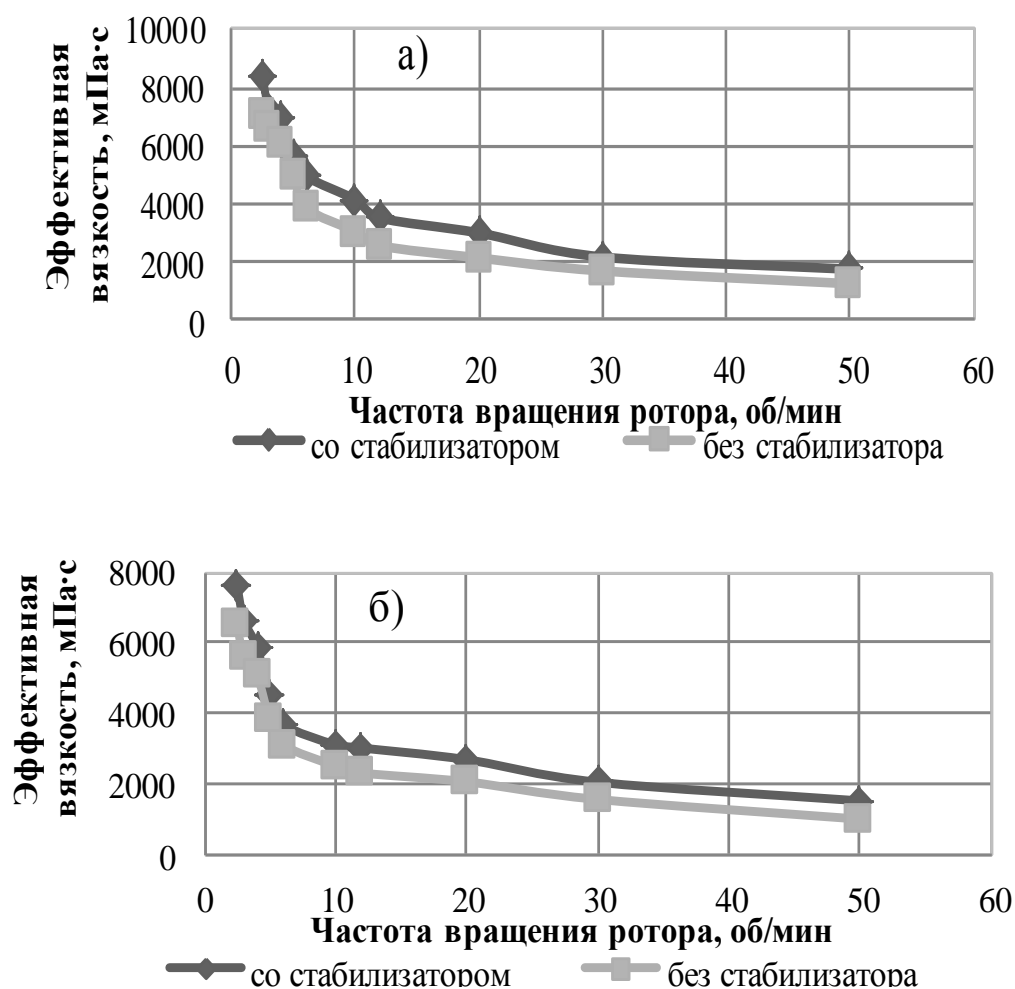 10000
8000
6000
4000
2000
0
Эффективная
вязкость, мПа·с
а)
0 10 20 30 40 50 60
Частота вращения ротора, об/мин
со стабилизатором без стабилизатора
8000
6000
4000
2000
0
Эффективная
вязкость, мПа·с
б)
0 10 20 30 40 50 60
Частота вращения ротора, об/мин
со стабилизатором без стабилизатора